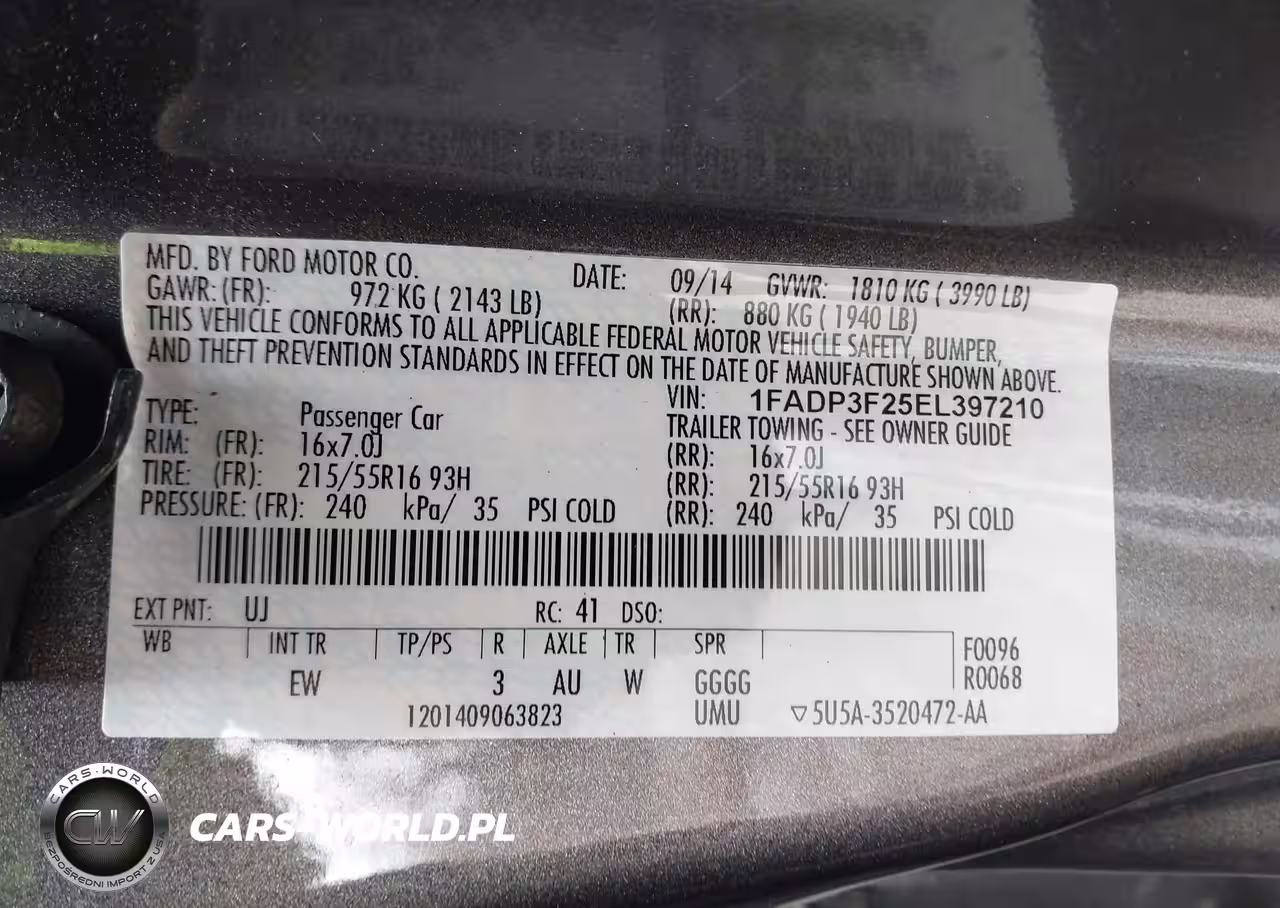 MFD. BY FORD MOTOR CO. DATE: 09/14 GVWR: 1810 KG ( 3990 LB)
GAWR: (FR): 972 KG ( 2143 LB) (RR): 880 KG ( 1940 LB)
THIS VEHICLE CONFORMS TO ALL APPLICABLE FEDERAL MOTOR VEHICLE SAFETY, BUMPER,
AND THEFT PREVENTION STANDARDS IN EFFECT ON THE DATE OF MANUFACTURE SHOWN ABOVE.
VIN: 1FADP3F25EL397210
TYPE: Passenger Car TRAILER TOWING - SEE OWNER GUIDE
RIM: (FR): 16x7.0J (RR): 16x7.0J
TIRE: (FR): 215/55R16 93H (RR): 215/55R16 93H
PRESSURE: (FR): 240 kPa/ 35 PSI COLD (RR): 240 kPa/ 35 PSI COLD
EXT PNT: UJ RC: 41 DSO:
WB INT TR TP/PS R AXLE TR SPR F0096
EW 3 AU W GGGG R0068
1201409063823 UMU ▽5U5A-3520472-AA
CARS-WORLD
CW
BEZPOŚREDNI IMPORT Z USA
CARS-WORLD.PL